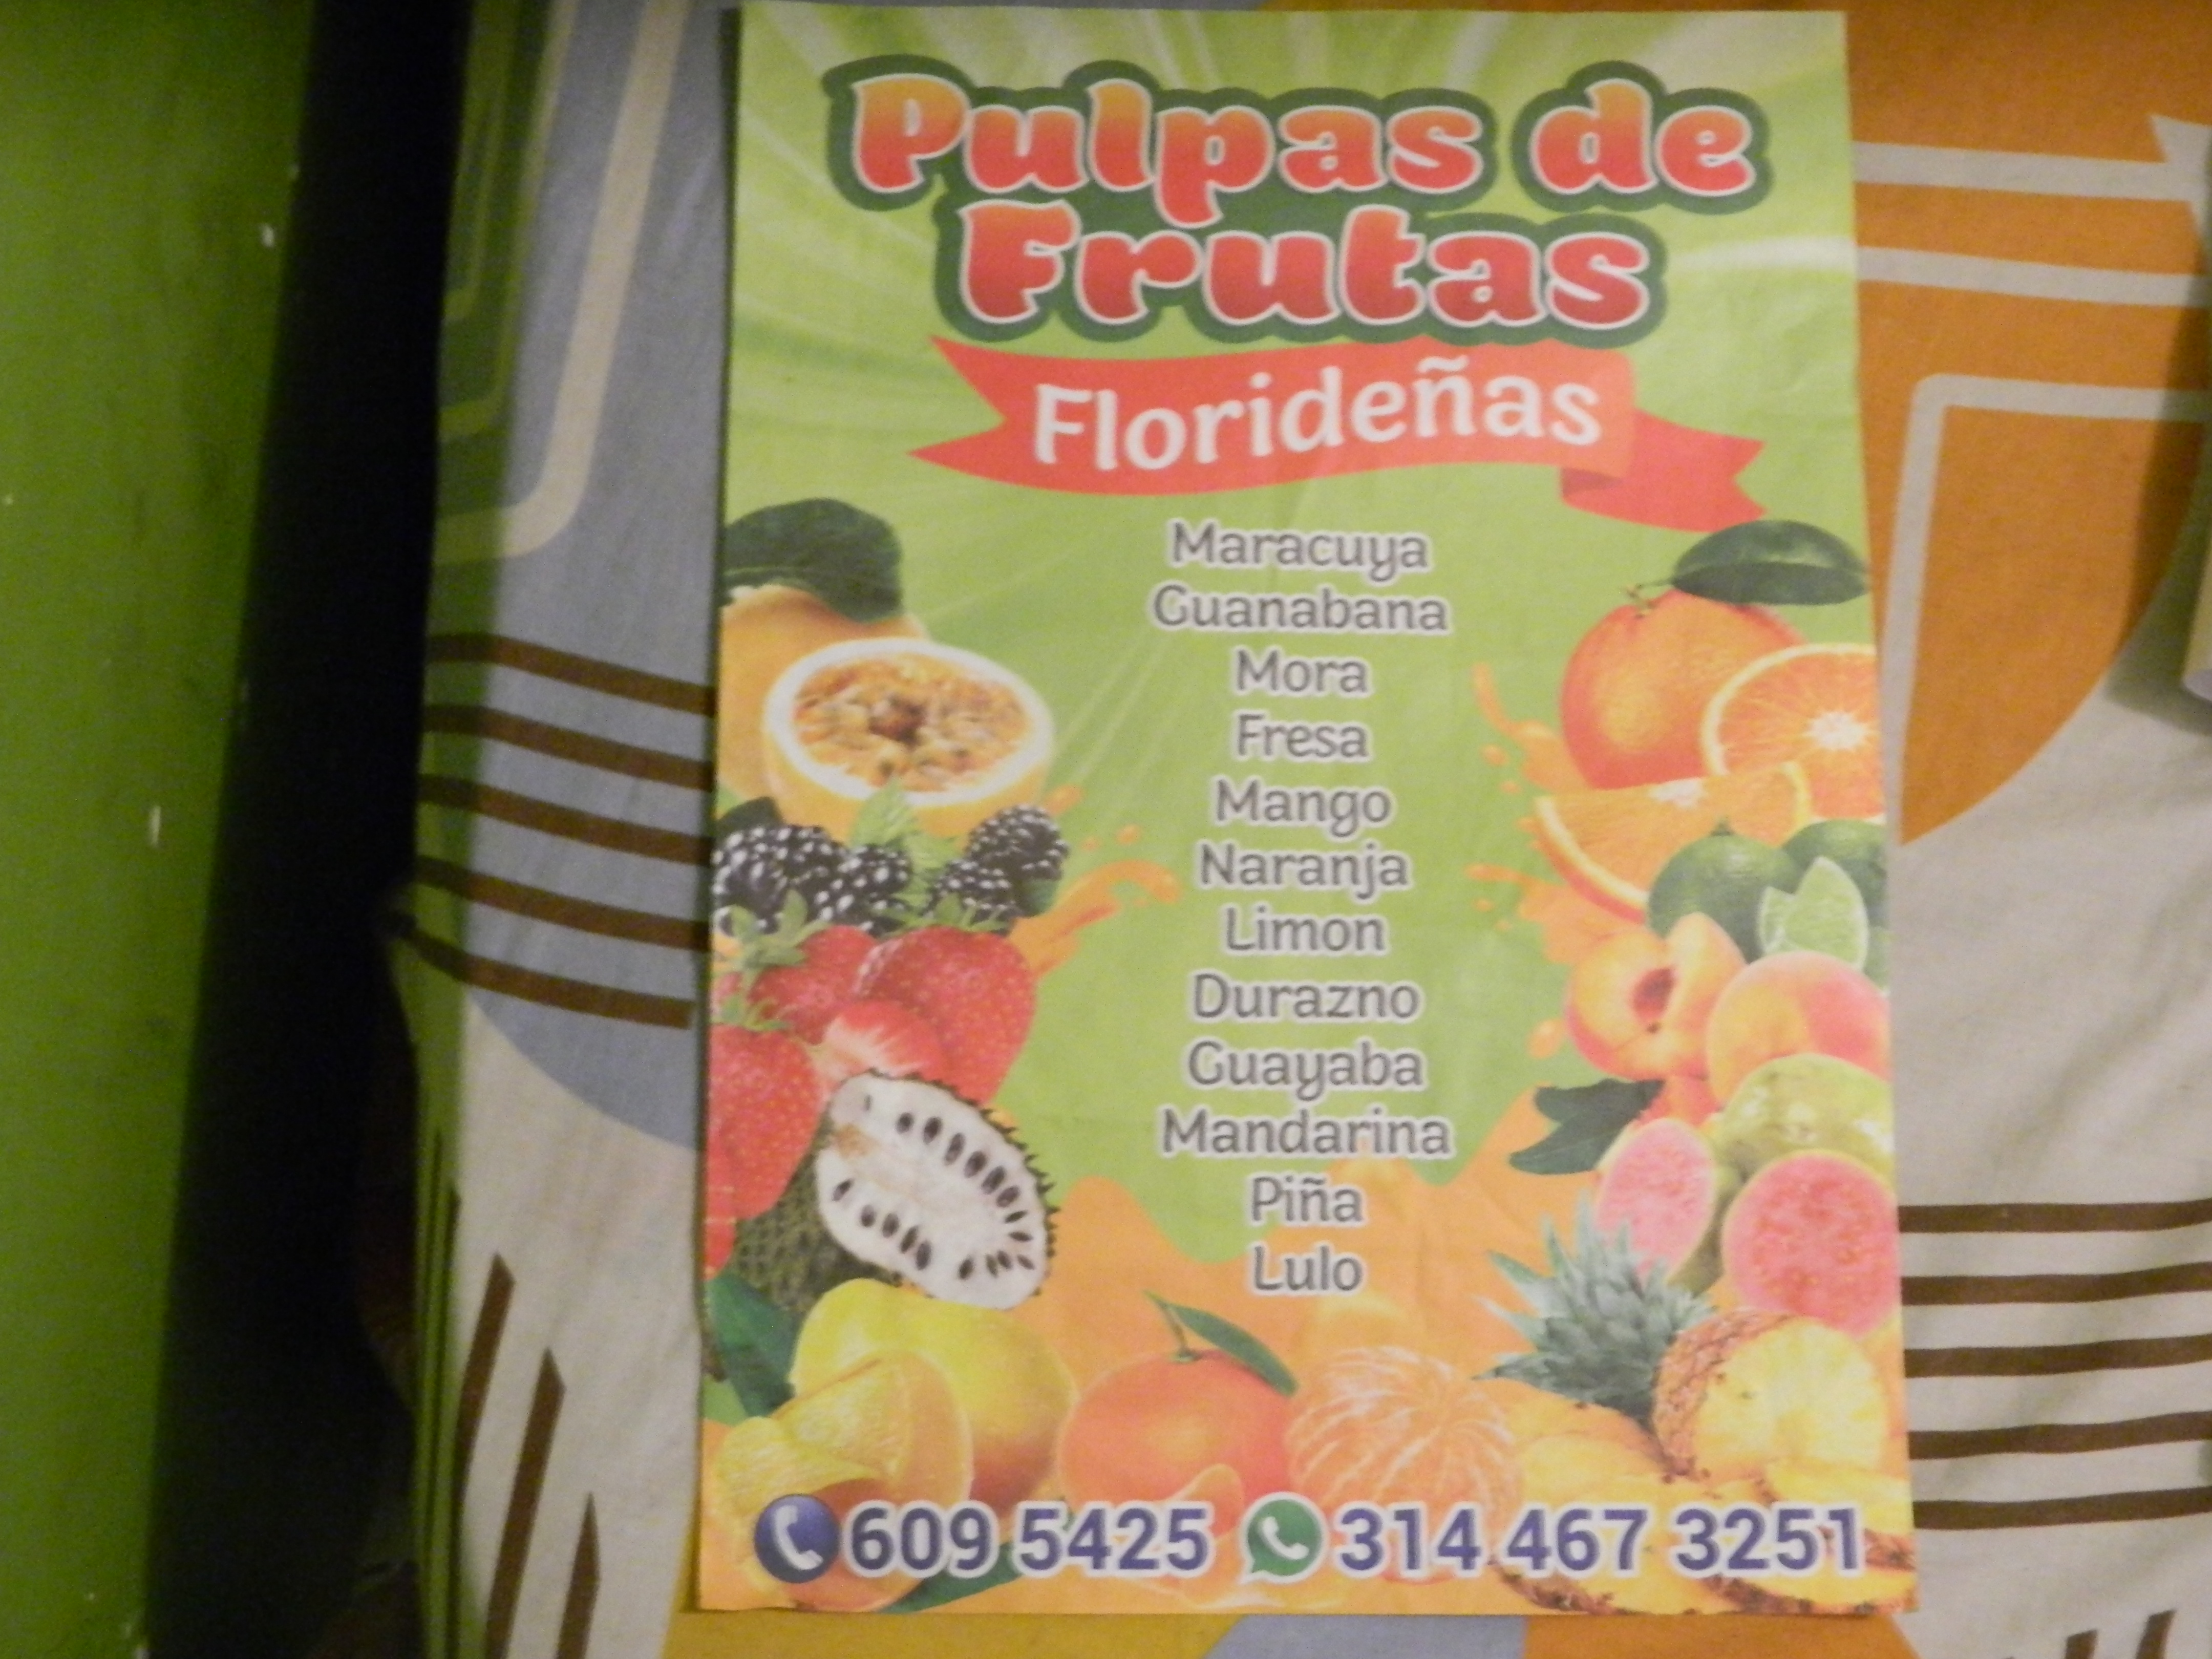 Pulpas de
Frutas
Florideñas
Maracuya
Guanabana
Mora
Fresa
Mango
Naranja
Limon
Durazno
Guayaba
Mandarina
Piña
Lulo
609 5425 314 467 3251